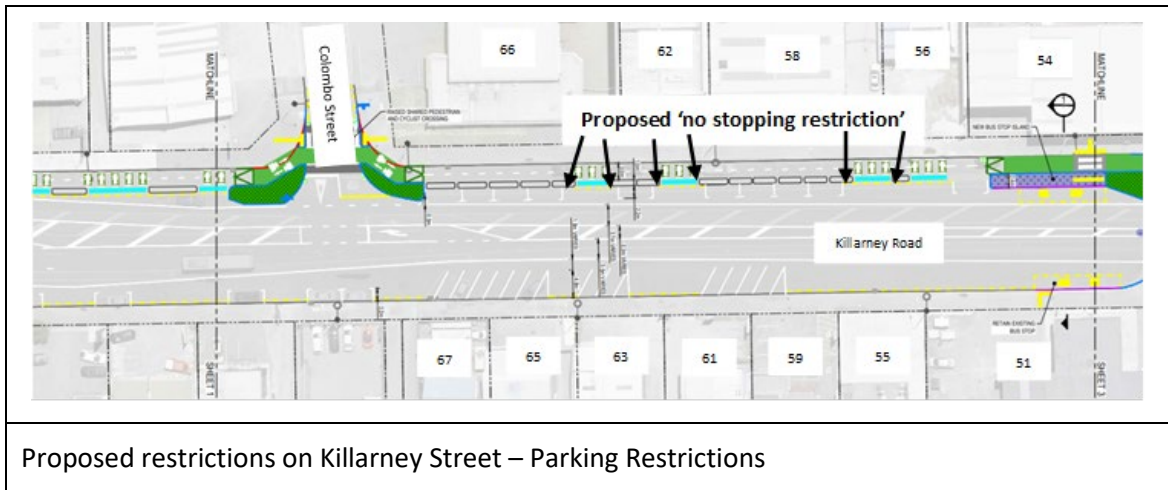 66
62
58
56
54
Colombo Street
MATCHLINE
MATCHLINE
RAISED SHARED PEDESTRIAN
AND CYCLIST CROSSING
Proposed 'no stopping restriction'
NEW BUS STOP ISLAND
Killarney Road
RETAIN EXISTING
BUS STOP
67
65
63
61
59
55
51
SHEET 1
SHEET 3
Proposed restrictions on Killarney Street – Parking Restrictions